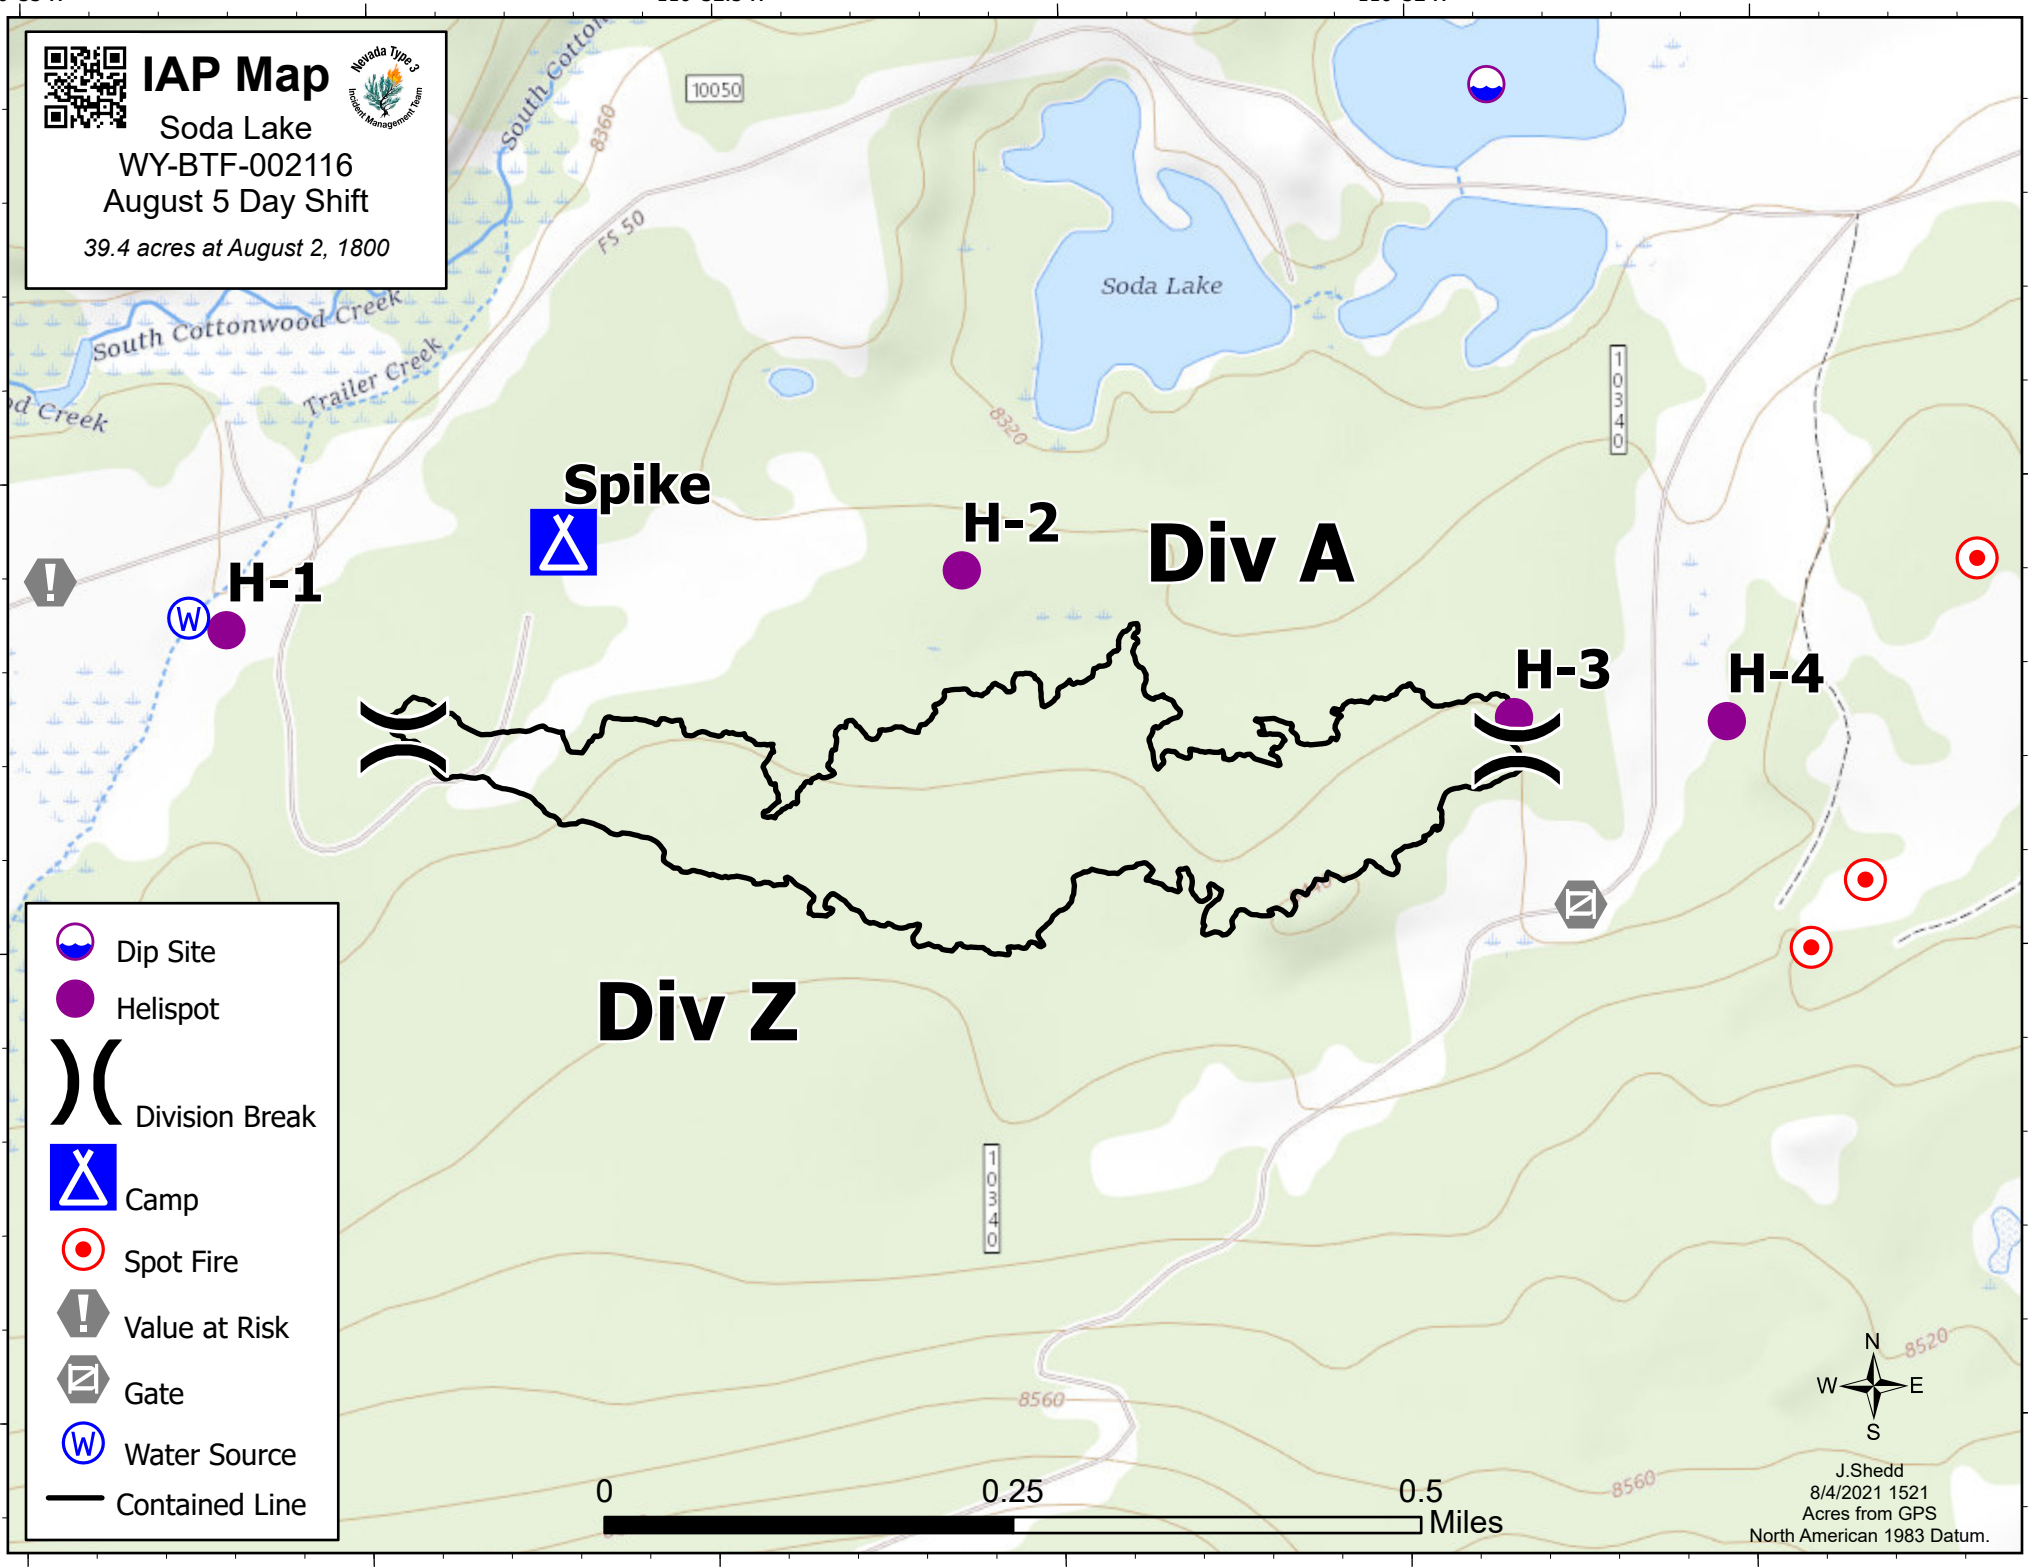 IAP Map
Nevada Type 3
Incident Management Team
Soda Lake
WY-BTF-002116
August 5 Day Shift
39.4 acres at August 2, 1800
South Cotton
8360
10050
FS 50
South Cottonwood Creek
Trailer Creek
od Creek
Soda Lake
8320
10340
Spike
H-2
Div A
H-1
W
H-3
H-4
Div Z
10340
8560
8520
8560
Dip Site
Helispot
Division Break
Camp
Spot Fire
Value at Risk
Gate
W
Water Source
Contained Line
0
0.25
0.5
Miles
N
W
E
S
J.Shedd
8/4/2021 1521
Acres from GPS
North American 1983 Datum.